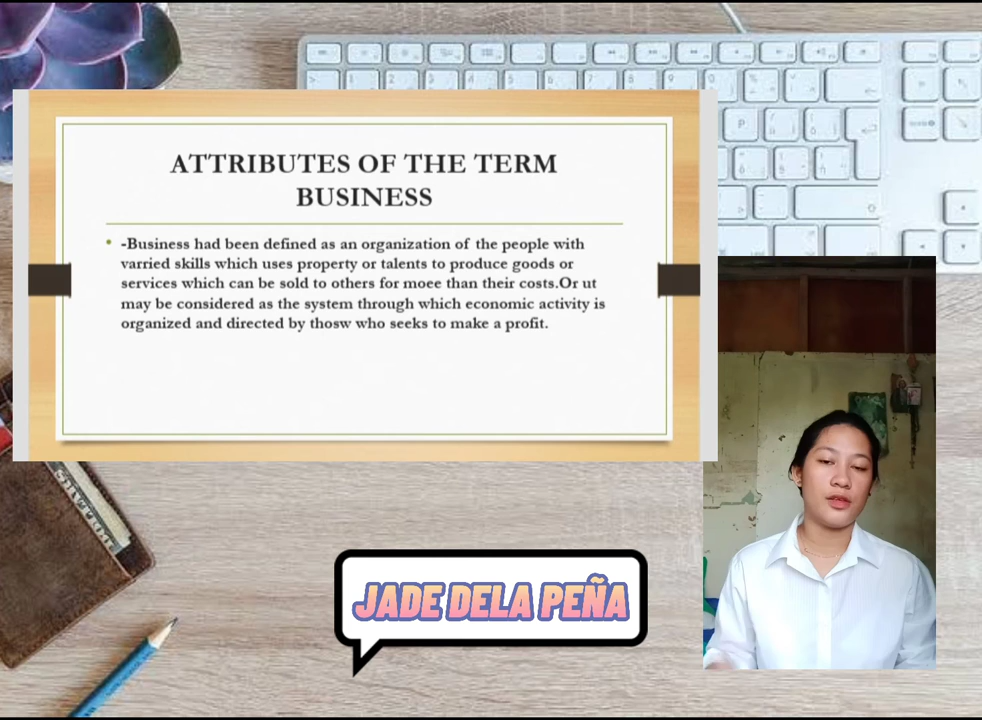 ATTRIBUTES OF THE TERM
BUSINESS
• -Business had been defined as an organization of the people with
varried skills which uses property or talents to produce goods or
services which can be sold to others for moee than their costs.Or ut
may be considered as the system through which economic activity is
organized and directed by thosw who seeks to make a profit.
JADE DELA PEÑA